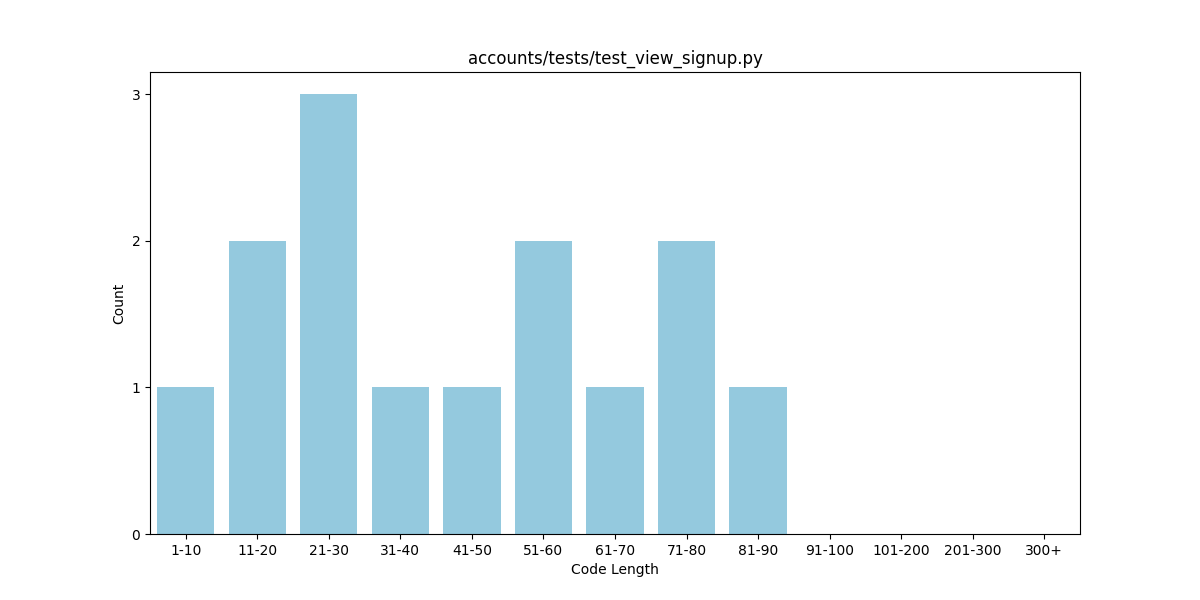 accounts/tests/test_view_signup.py
3
2
1
0
Count
1-10 11-20 21-30 31-40 41-50 51-60 61-70 71-80 81-90 91-100 101-200 201-300 300+
Code Length